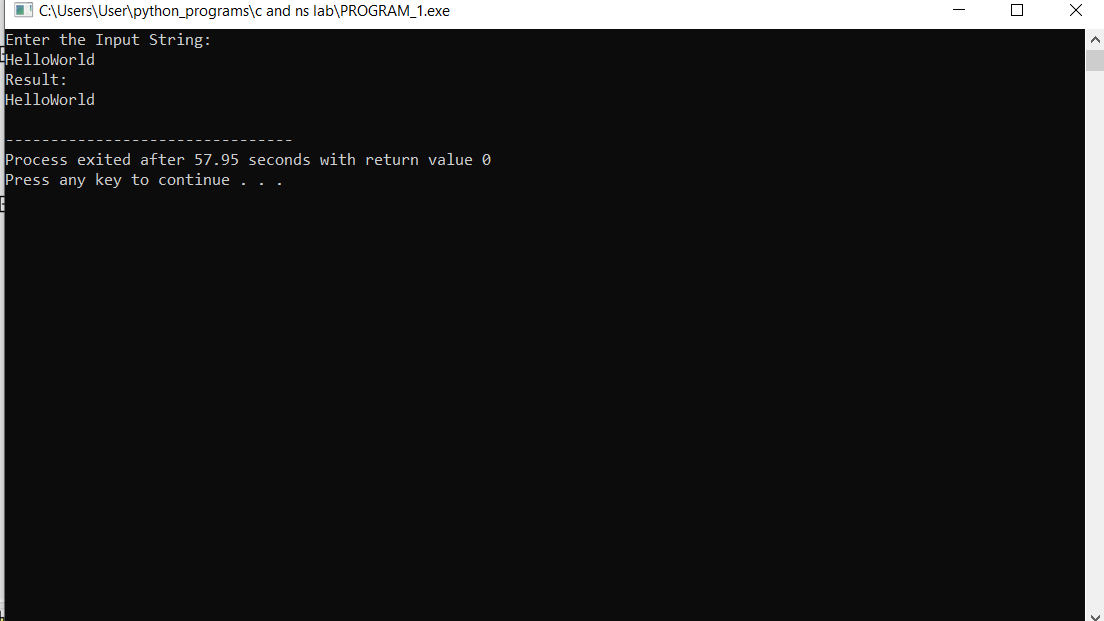 C:\Users\User\python_programs\c and ns lab\PROGRAM_1.exe
Enter the Input String:
HelloWorld
Result:
HelloWorld
--------------------------------
Process exited after 57.95 seconds with return value 0
Press any key to continue . . .